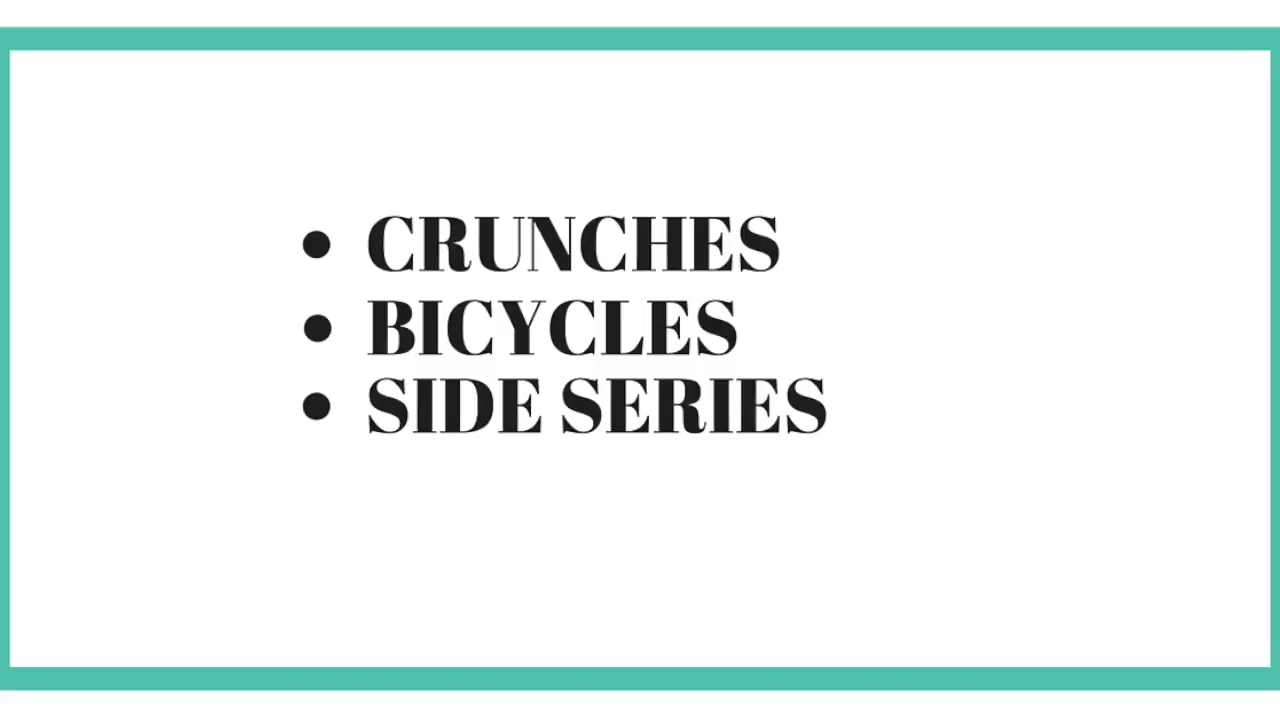 • CRUNCHES
• BICYCLES
• SIDE SERIES